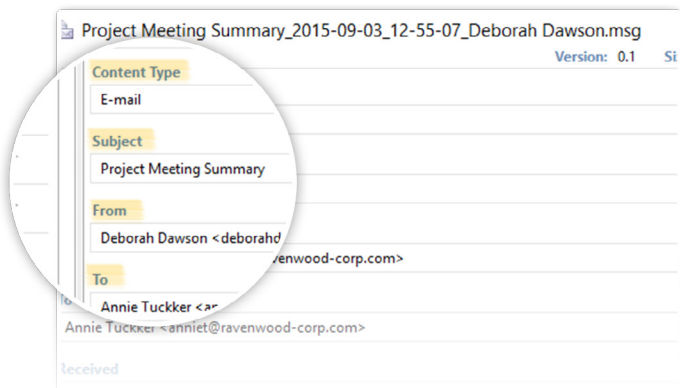 Project Meeting Summary_2015-09-03_12-55-07_Deborah Dawson.msg
Version: 0.1
Content Type
E-mail
Subject
Project Meeting Summary
From
Deborah Dawson <deborahd
venwood-corp.com>
To
Annie Tuckker <an
Annie Tuckker <anniet@ravenwood-corp.com>
Received